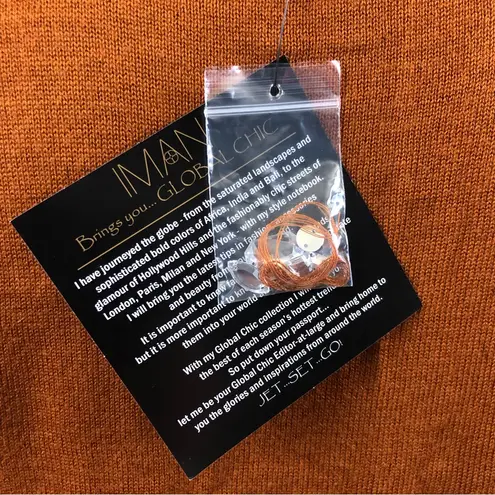 IMAN
Brings you... GLOBAL CHIC
I have journeyed the globe - from the saturated landscapes and
sophisticated bold colors of Africa, India and Bali, to the
glamour of Hollywood Hills and the fashionably chic streets of
London, Paris, Milan and New York - with my style notebook.
I will bring you the latest in fashion, accessories
and beauty tips
It is important to know
but it is more important to
them into your
With my Global Chic collection I will
the best of each season's hottest
So put down your passport...
let me be your Global Chic Editor-at-large and bring home to
you the glories and inspirations from around the world.
JET...SET...GO!